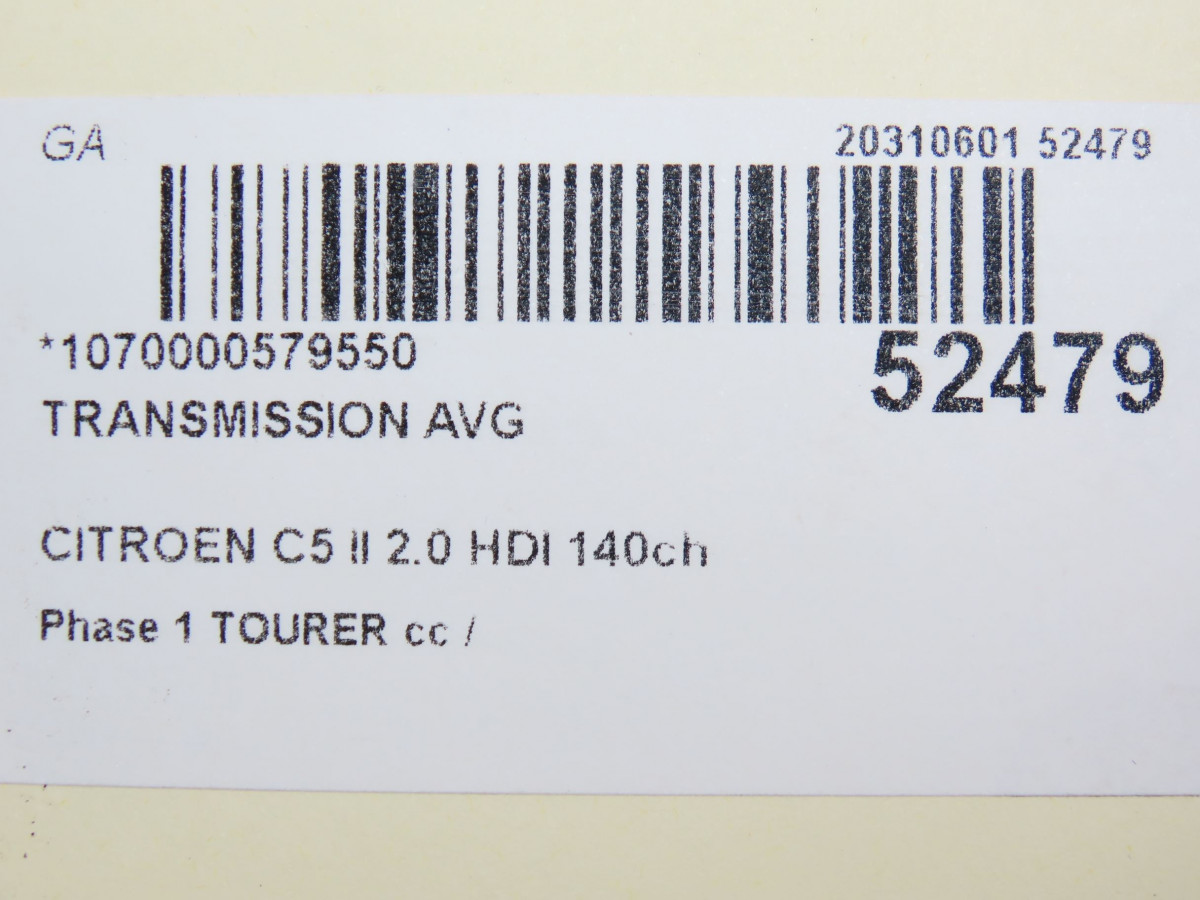 GA 20310601 52479
*1070000579550 52479
TRANSMISSION AVG
CITROEN C5 II 2.0 HDI 140ch
Phase 1 TOURER cc /